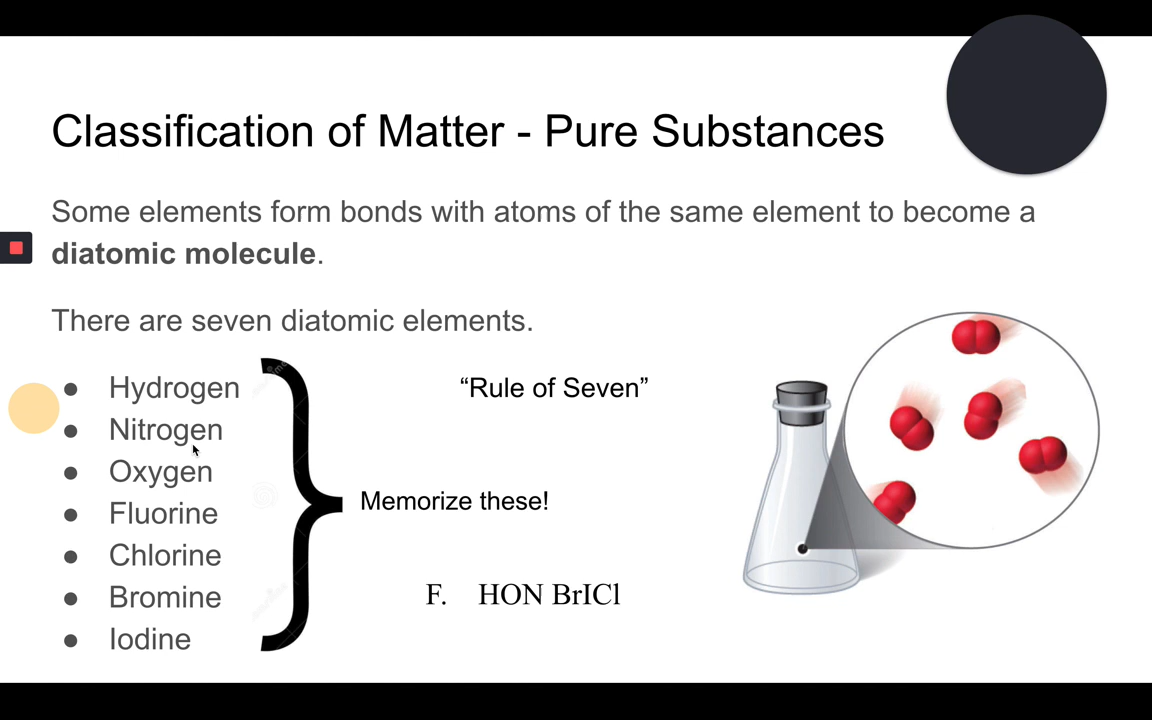 Classification of Matter - Pure Substances
Some elements form bonds with atoms of the same element to become a
diatomic molecule.
There are seven diatomic elements.
● Hydrogen
● Nitrogen
● Oxygen
● Fluorine
● Chlorine
● Bromine
● Iodine
“Rule of Seven”
Memorize these!
F. HON BrICl